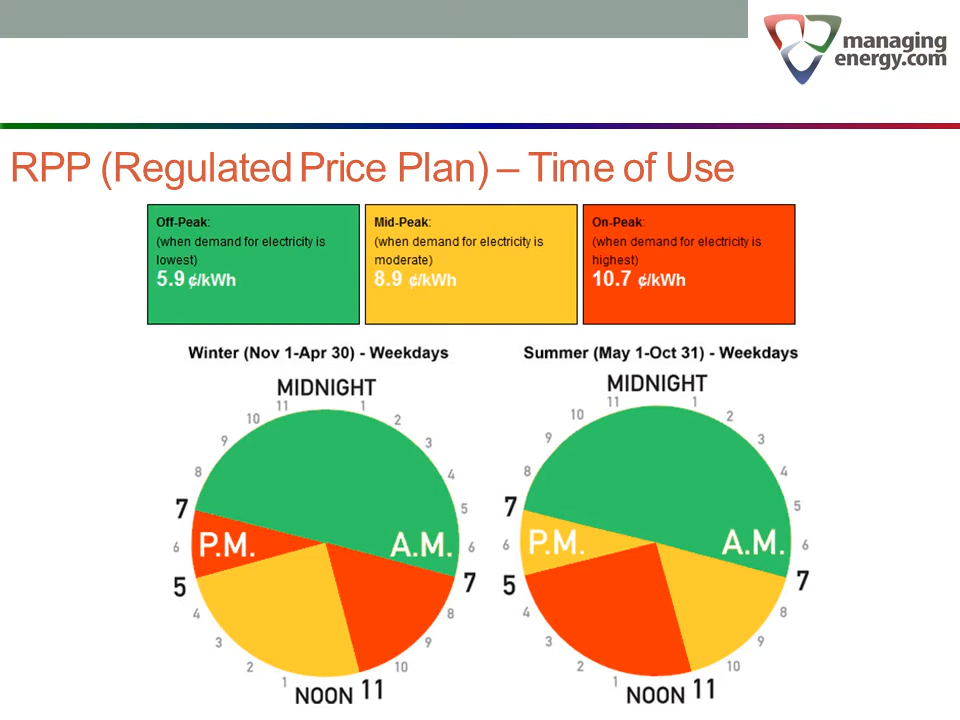 managing
energy.com
RPP (Regulated Price Plan) – Time of Use
Off-Peak:
(when demand for electricity is
lowest)
5.9 ¢/kWh
Mid-Peak:
(when demand for electricity is
moderate)
8.9 ¢/kWh
On-Peak:
(when demand for electricity is
highest)
10.7 ¢/kWh
Winter (Nov 1-Apr 30) - Weekdays
MIDNIGHT
11
1
10
2
9
3
8
4
7
5
P.M.
A.M.
6
6
5
7
4
8
3
9
2
10
1
NOON
11
Summer (May 1-Oct 31) - Weekdays
MIDNIGHT
11
1
10
2
9
3
8
4
7
5
P.M.
A.M.
6
6
5
7
4
8
3
9
2
10
1
NOON
11